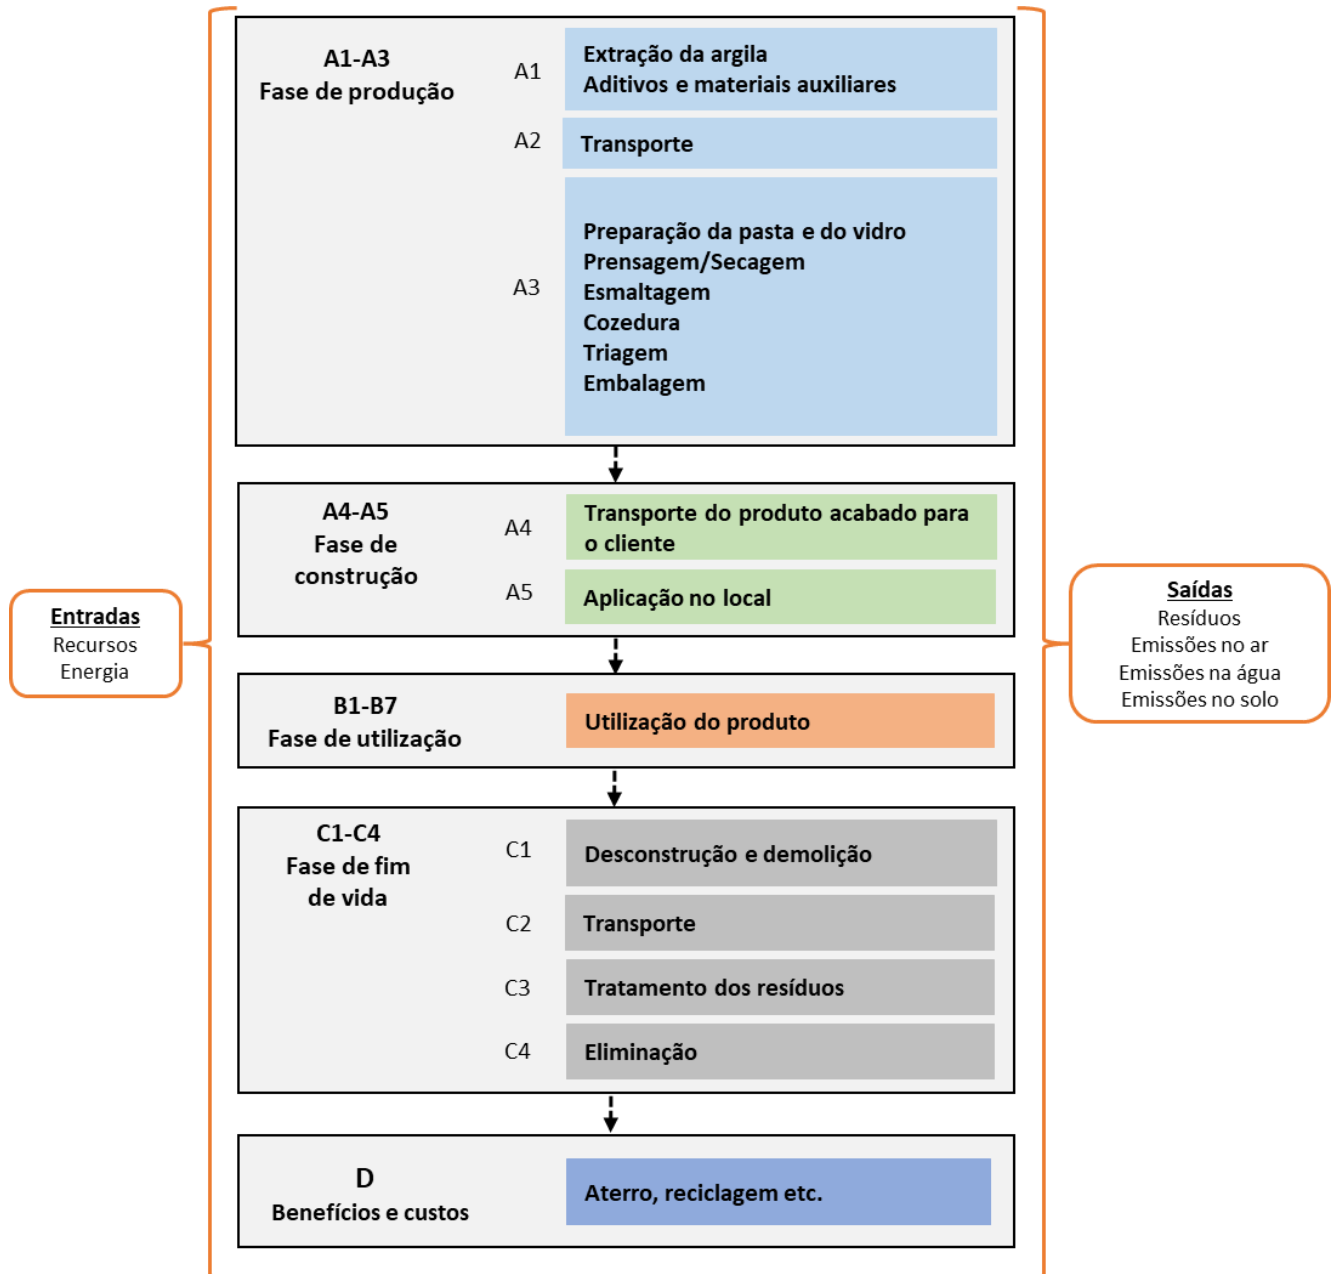 A1-A3
Fase de produção
A1
Extração da argila
Aditivos e materiais auxiliares
A2
Transporte
A3
Preparação da pasta e do vidro
Prensagem/Secagem
Esmaltagem
Cozedura
Triagem
Embalagem
A4-A5
Fase de
construção
A4
Transporte do produto acabado para
o cliente
A5
Aplicação no local
Entradas
Recursos
Energia
Saídas
Resíduos
Emissões no ar
Emissões na água
Emissões no solo
B1-B7
Fase de utilização
Utilização do produto
C1-C4
Fase de fim
de vida
C1
Desconstrução e demolição
C2
Transporte
C3
Tratamento dos resíduos
C4
Eliminação
D
Benefícios e custos
Aterro, reciclagem etc.